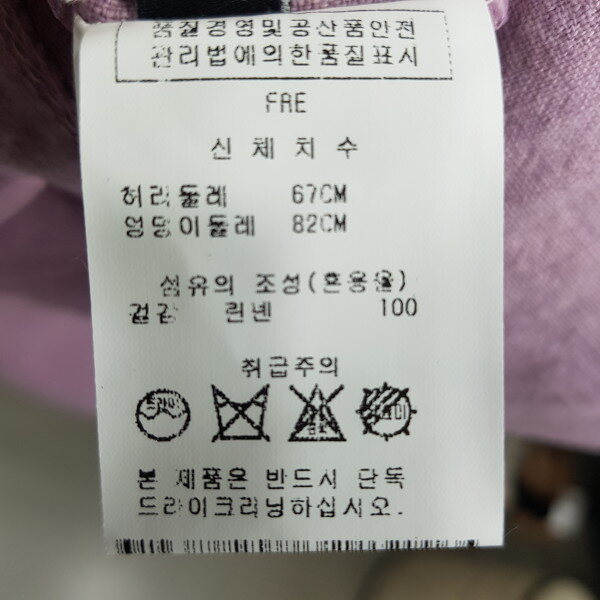 품질경영및공산품안전
관리법에의한품질표시
FRE
신 체 치 수
허리둘레 67CM
엉덩이둘레 82CM
섬유의 조성(혼용율)
겉감 린넨 100
취급주의
드라이
본 제품은 반드시 단독
드라이크리닝하십시오.